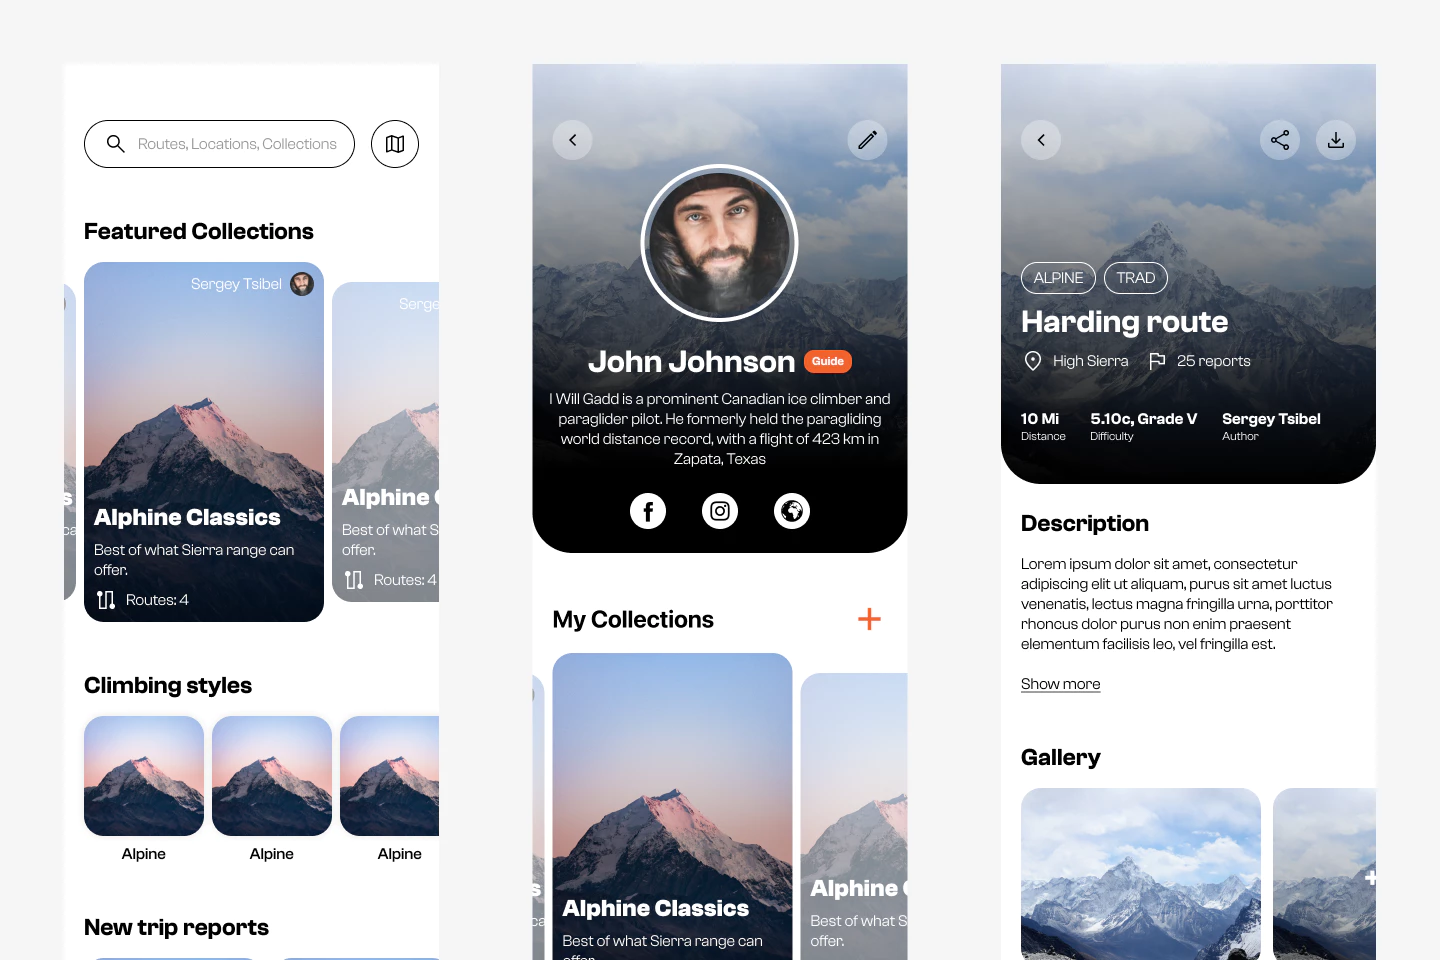 Routes, Locations, Collections
Featured Collections
Sergey Tsibel
Serge
s
Alphine Classics
Alphine C
ca
Best of what Sierra range can
offer.
Best of what S
offer.
Routes: 4
Routes: 4
Climbing styles
Alpine
Alpine
Alpine
New trip reports
John Johnson
Guide
I Will Gadd is a prominent Canadian ice climber and
paraglider pilot. He formerly held the paragliding
world distance record, with a flight of 423 km in
Zapata, Texas
My Collections
s
Alphine Classics
Alphine C
ca
Best of what Sierra range can
offer.
Best of what S
offer.
ALPINE
TRAD
Harding route
High Sierra
25 reports
10 Mi
Distance
5.10c, Grade V
Difficulty
Sergey Tsibel
Author
Description
Lorem ipsum dolor sit amet, consectetur
adipiscing elit ut aliquam, purus sit amet luctus
venenatis, lectus magna fringilla urna, porttitor
rhoncus dolor purus non enim praesent
elementum facilisis leo, vel fringilla est.
Show more
Gallery
+